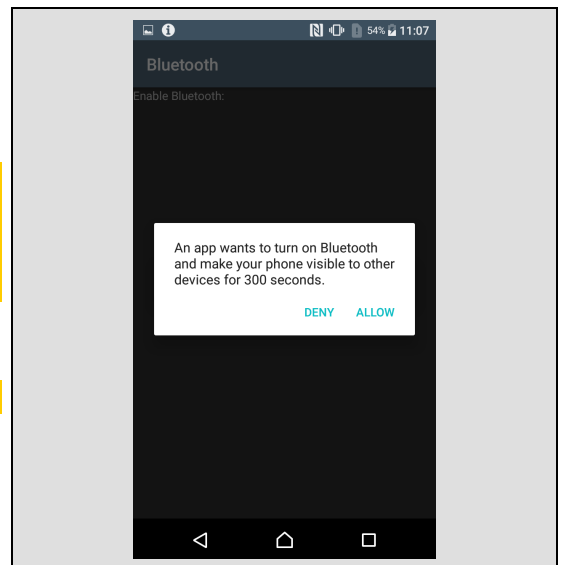 54% 11:07
Bluetooth
Enable Bluetooth:
An app wants to turn on Bluetooth
and make your phone visible to other
devices for 300 seconds.
DENY ALLOW